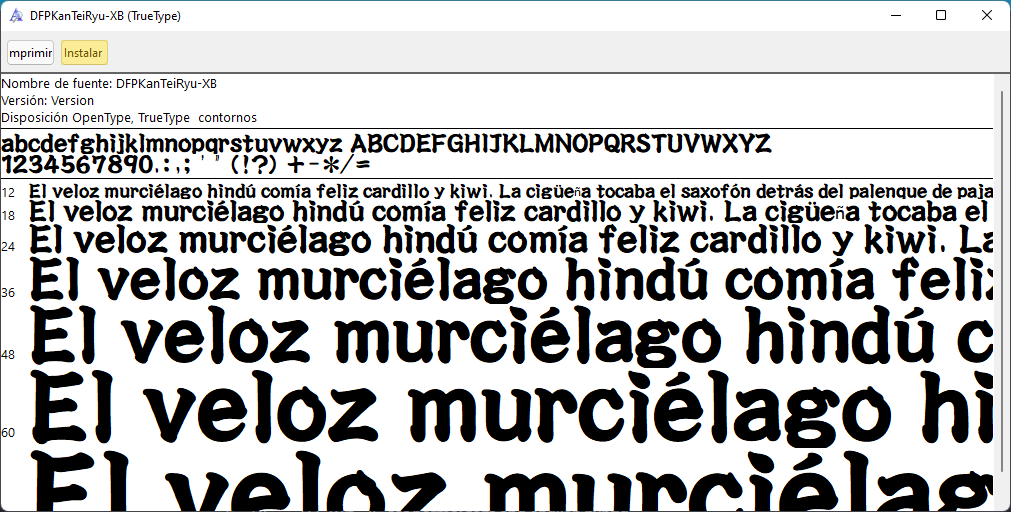 DFPKanTeiRyu-XB (TrueType)
mprimir Instalar
Nombre de fuente: DFPKanTeiRyu-XB
Versión: Version
Disposición OpenType, TrueType contornos
abcdefghijklmnopqrstuvwxyz ABCDEFGHIJKLMNOPQRSTUVWXYZ
1234567890.:,; ' " (!?) +-*/=
12 El veloz murciélago hindú comía feliz cardillo y kiwi. La cigüeña tocaba el saxofón detrás del palenque de paja
18 El veloz murciélago hindú comía feliz cardillo y kiwi. La cigüeña tocaba el
24 El veloz murciélago hindú comía feliz cardillo y kiwi. La
36 El veloz murciélago hindú comía feliz
48 El veloz murciélago hindú c
60 El veloz murciélago hi
El veloz murciélag